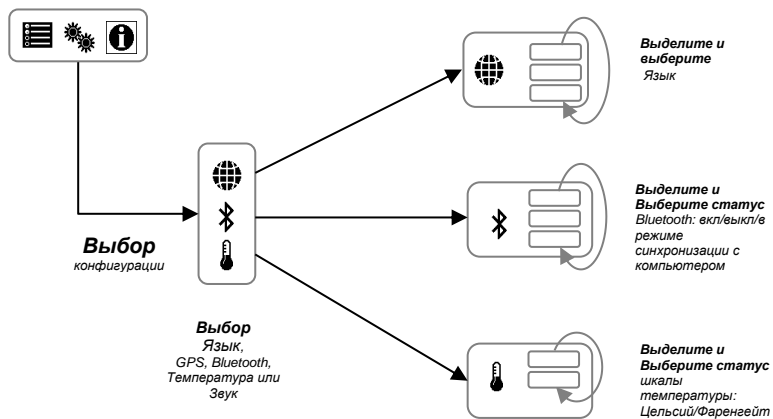 Выделите и
выберите
Язык
Выделите и
Выберите статус
Bluetooth: вкл/выкл/в
режиме
синхронизации с
компьютером
Выбор
конфигурации
Выбор
Язык,
GPS, Bluetooth,
Температура или
Звук
Выделите и
Выберите статус
шкалы
температуры:
Цельсий/Фаренгейт